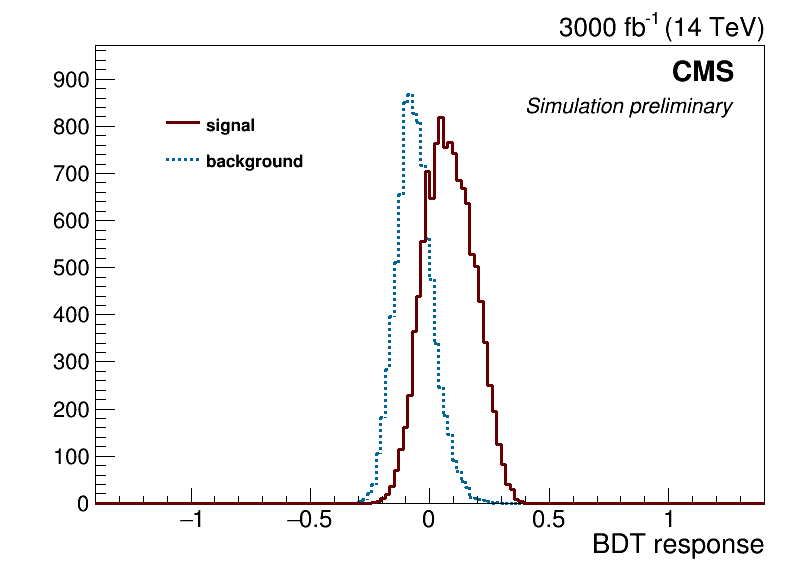 3000 fb-1 (14 TeV)
CMS
Simulation preliminary
signal
background
900
800
700
600
500
400
300
200
100
0
−1 −0.5 0 0.5 1
BDT response